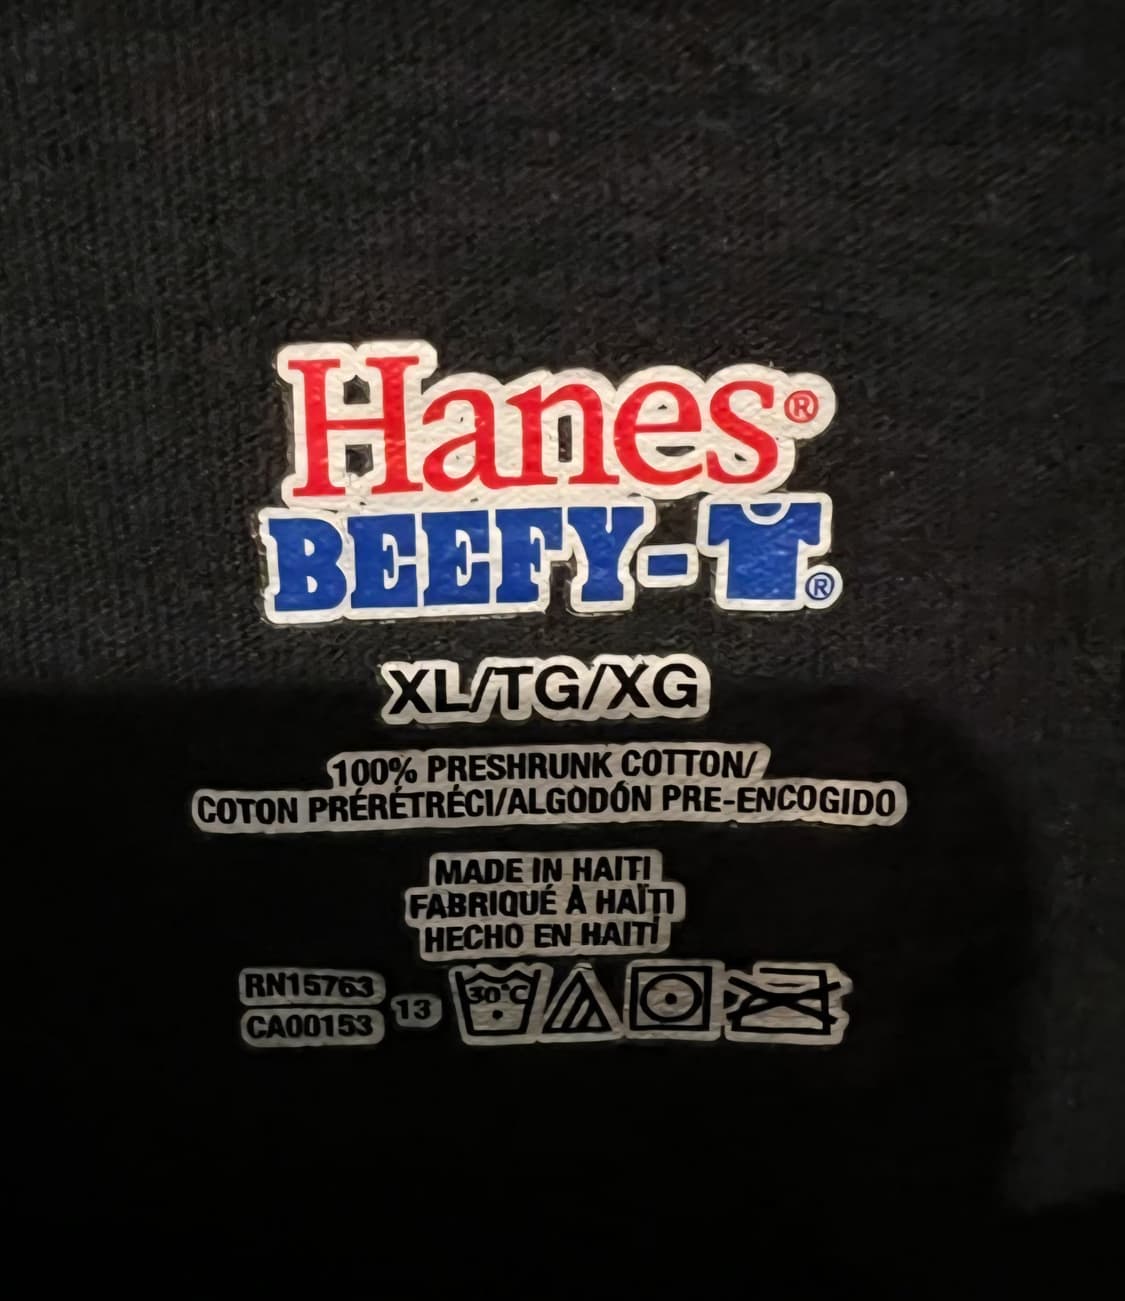 Hanes®
BEEFY-T®
XL/TG/XG
100% PRESHRUNK COTTON/
COTON PRÉRÉTRÉCI/ALGODÓN PRE-ENCOGIDO
MADE IN HAITI
FABRIQUÉ À HAÏTI
HECHO EN HAITÍ
RN15763
CA00153
13
30°C